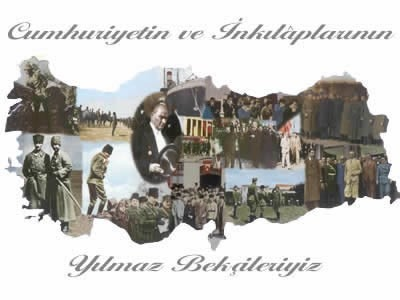 Cumhuriyetin ve İnkılâplarının
Yılmaz Bekçileriyiz